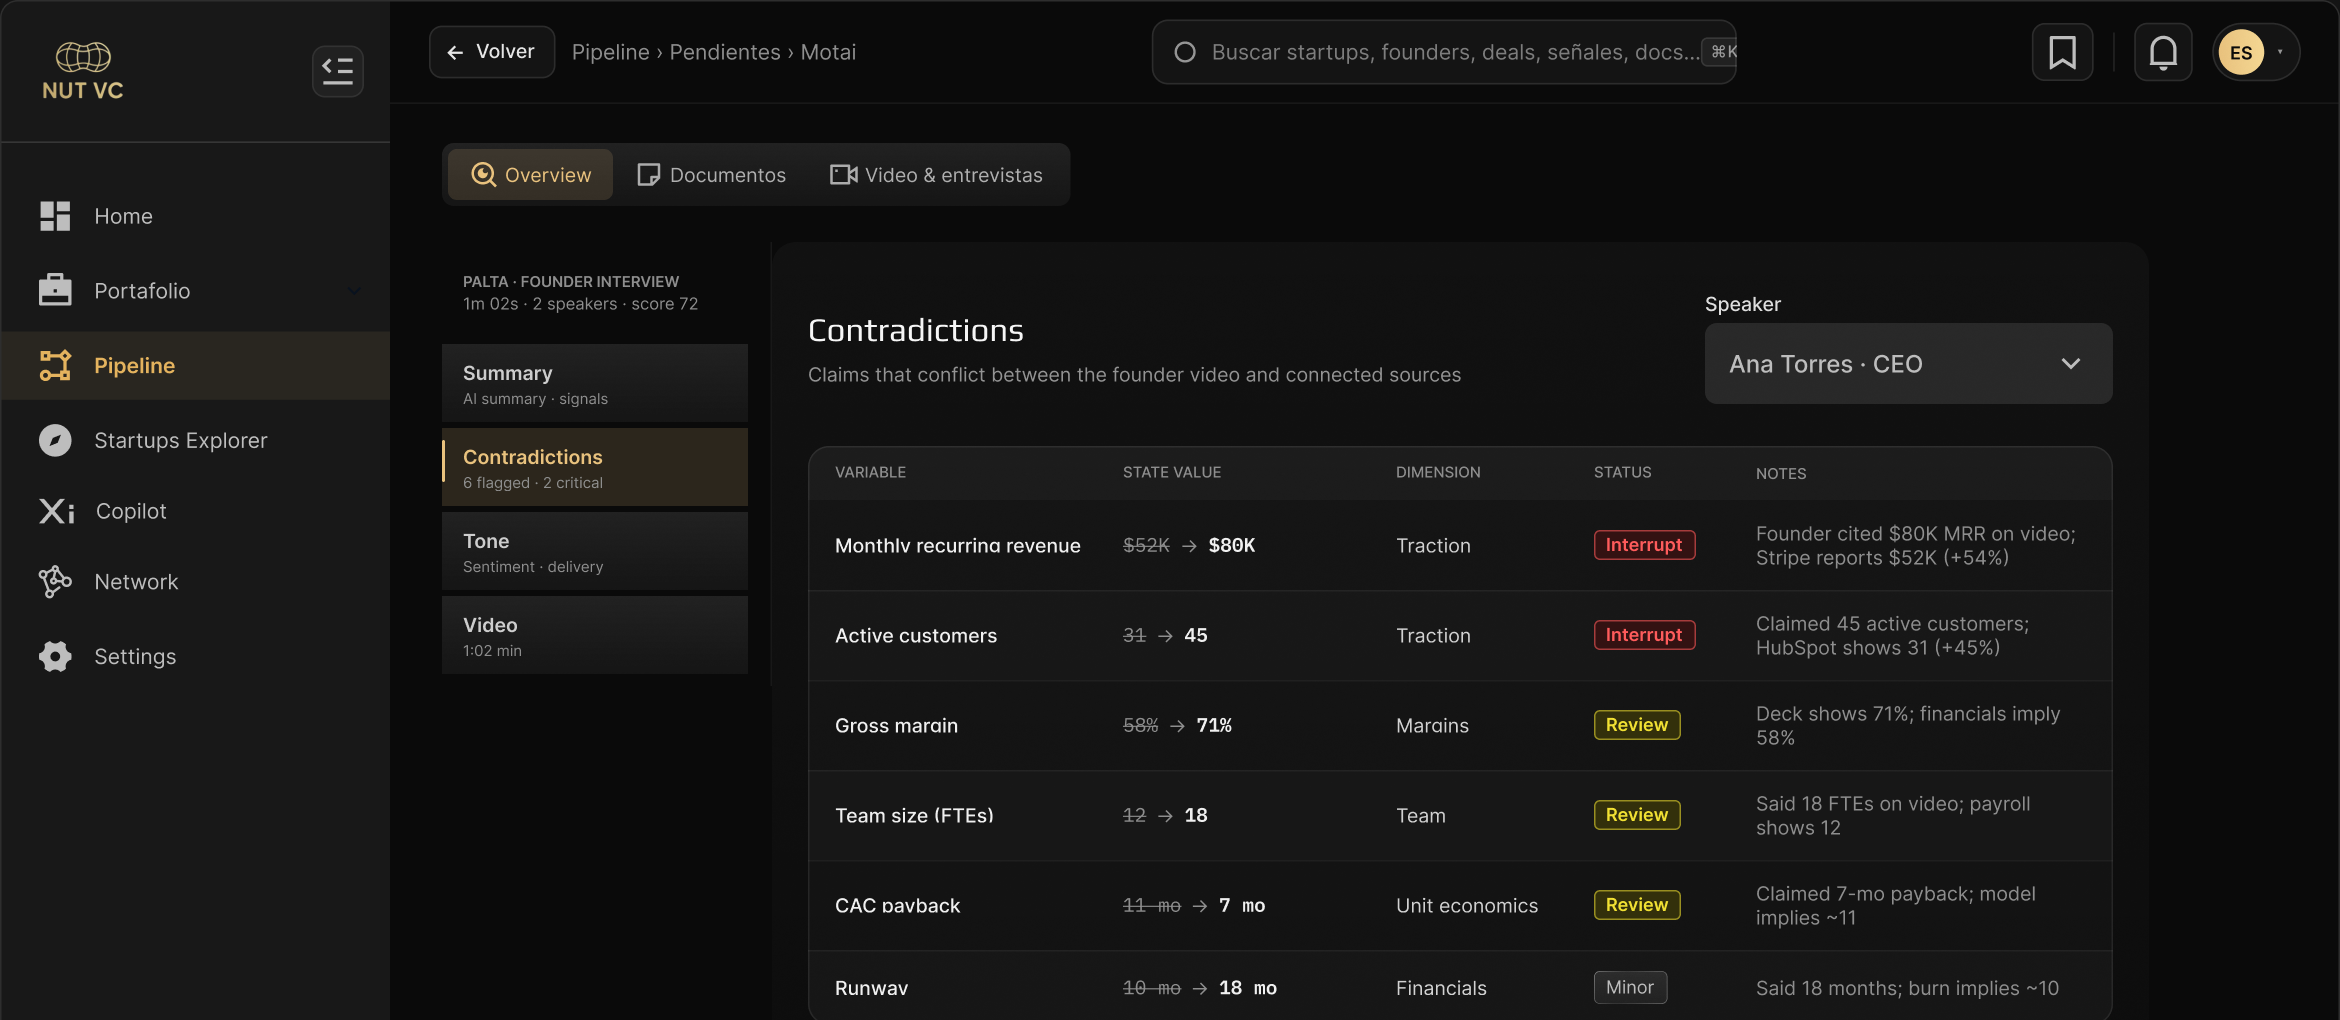 NUT VC
Volver
Pipeline › Pendientes › Motai
Buscar startups, founders, deals, señales, docs... ⌘K
ES
Home
Portafolio
Pipeline
Startups Explorer
Copilot
Network
Settings
Overview
Documentos
Video & entrevistas
PALTA · FOUNDER INTERVIEW
1m 02s · 2 speakers · score 72
Summary
AI summary · signals
Contradictions
6 flagged · 2 critical
Tone
Sentiment · delivery
Video
1:02 min
Contradictions
Claims that conflict between the founder video and connected sources
Speaker
Ana Torres · CEO
VARIABLE STATE VALUE DIMENSION STATUS NOTES
Monthly recurring revenue $52K → $80K Traction Interrupt Founder cited $80K MRR on video;
Stripe reports $52K (+54%)
Active customers 31 → 45 Traction Interrupt Claimed 45 active customers;
HubSpot shows 31 (+45%)
Gross margin 58% → 71% Margins Review Deck shows 71%; financials imply
58%
Team size (FTEs) 12 → 18 Team Review Said 18 FTEs on video; payroll
shows 12
CAC payback 11 mo → 7 mo Unit economics Review Claimed 7-mo payback; model
implies ~11
Runway 10 mo → 18 mo Financials Minor Said 18 months; burn implies ~10